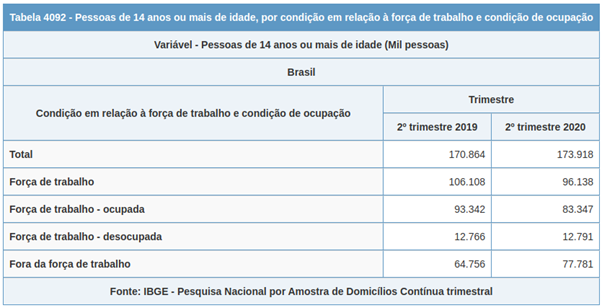 Tabela 4092 - Pessoas de 14 anos ou mais de idade, por condição em relação à força de trabalho e condição de ocupação
Variável - Pessoas de 14 anos ou mais de idade (Mil pessoas)
Brasil
Condição em relação à força de trabalho e condição de ocupação
Trimestre
2º trimestre 2019 2º trimestre 2020
Total 170.864 173.918
Força de trabalho 106.108 96.138
Força de trabalho - ocupada 93.342 83.347
Força de trabalho - desocupada 12.766 12.791
Fora da força de trabalho 64.756 77.781
Fonte: IBGE - Pesquisa Nacional por Amostra de Domicílios Contínua trimestral